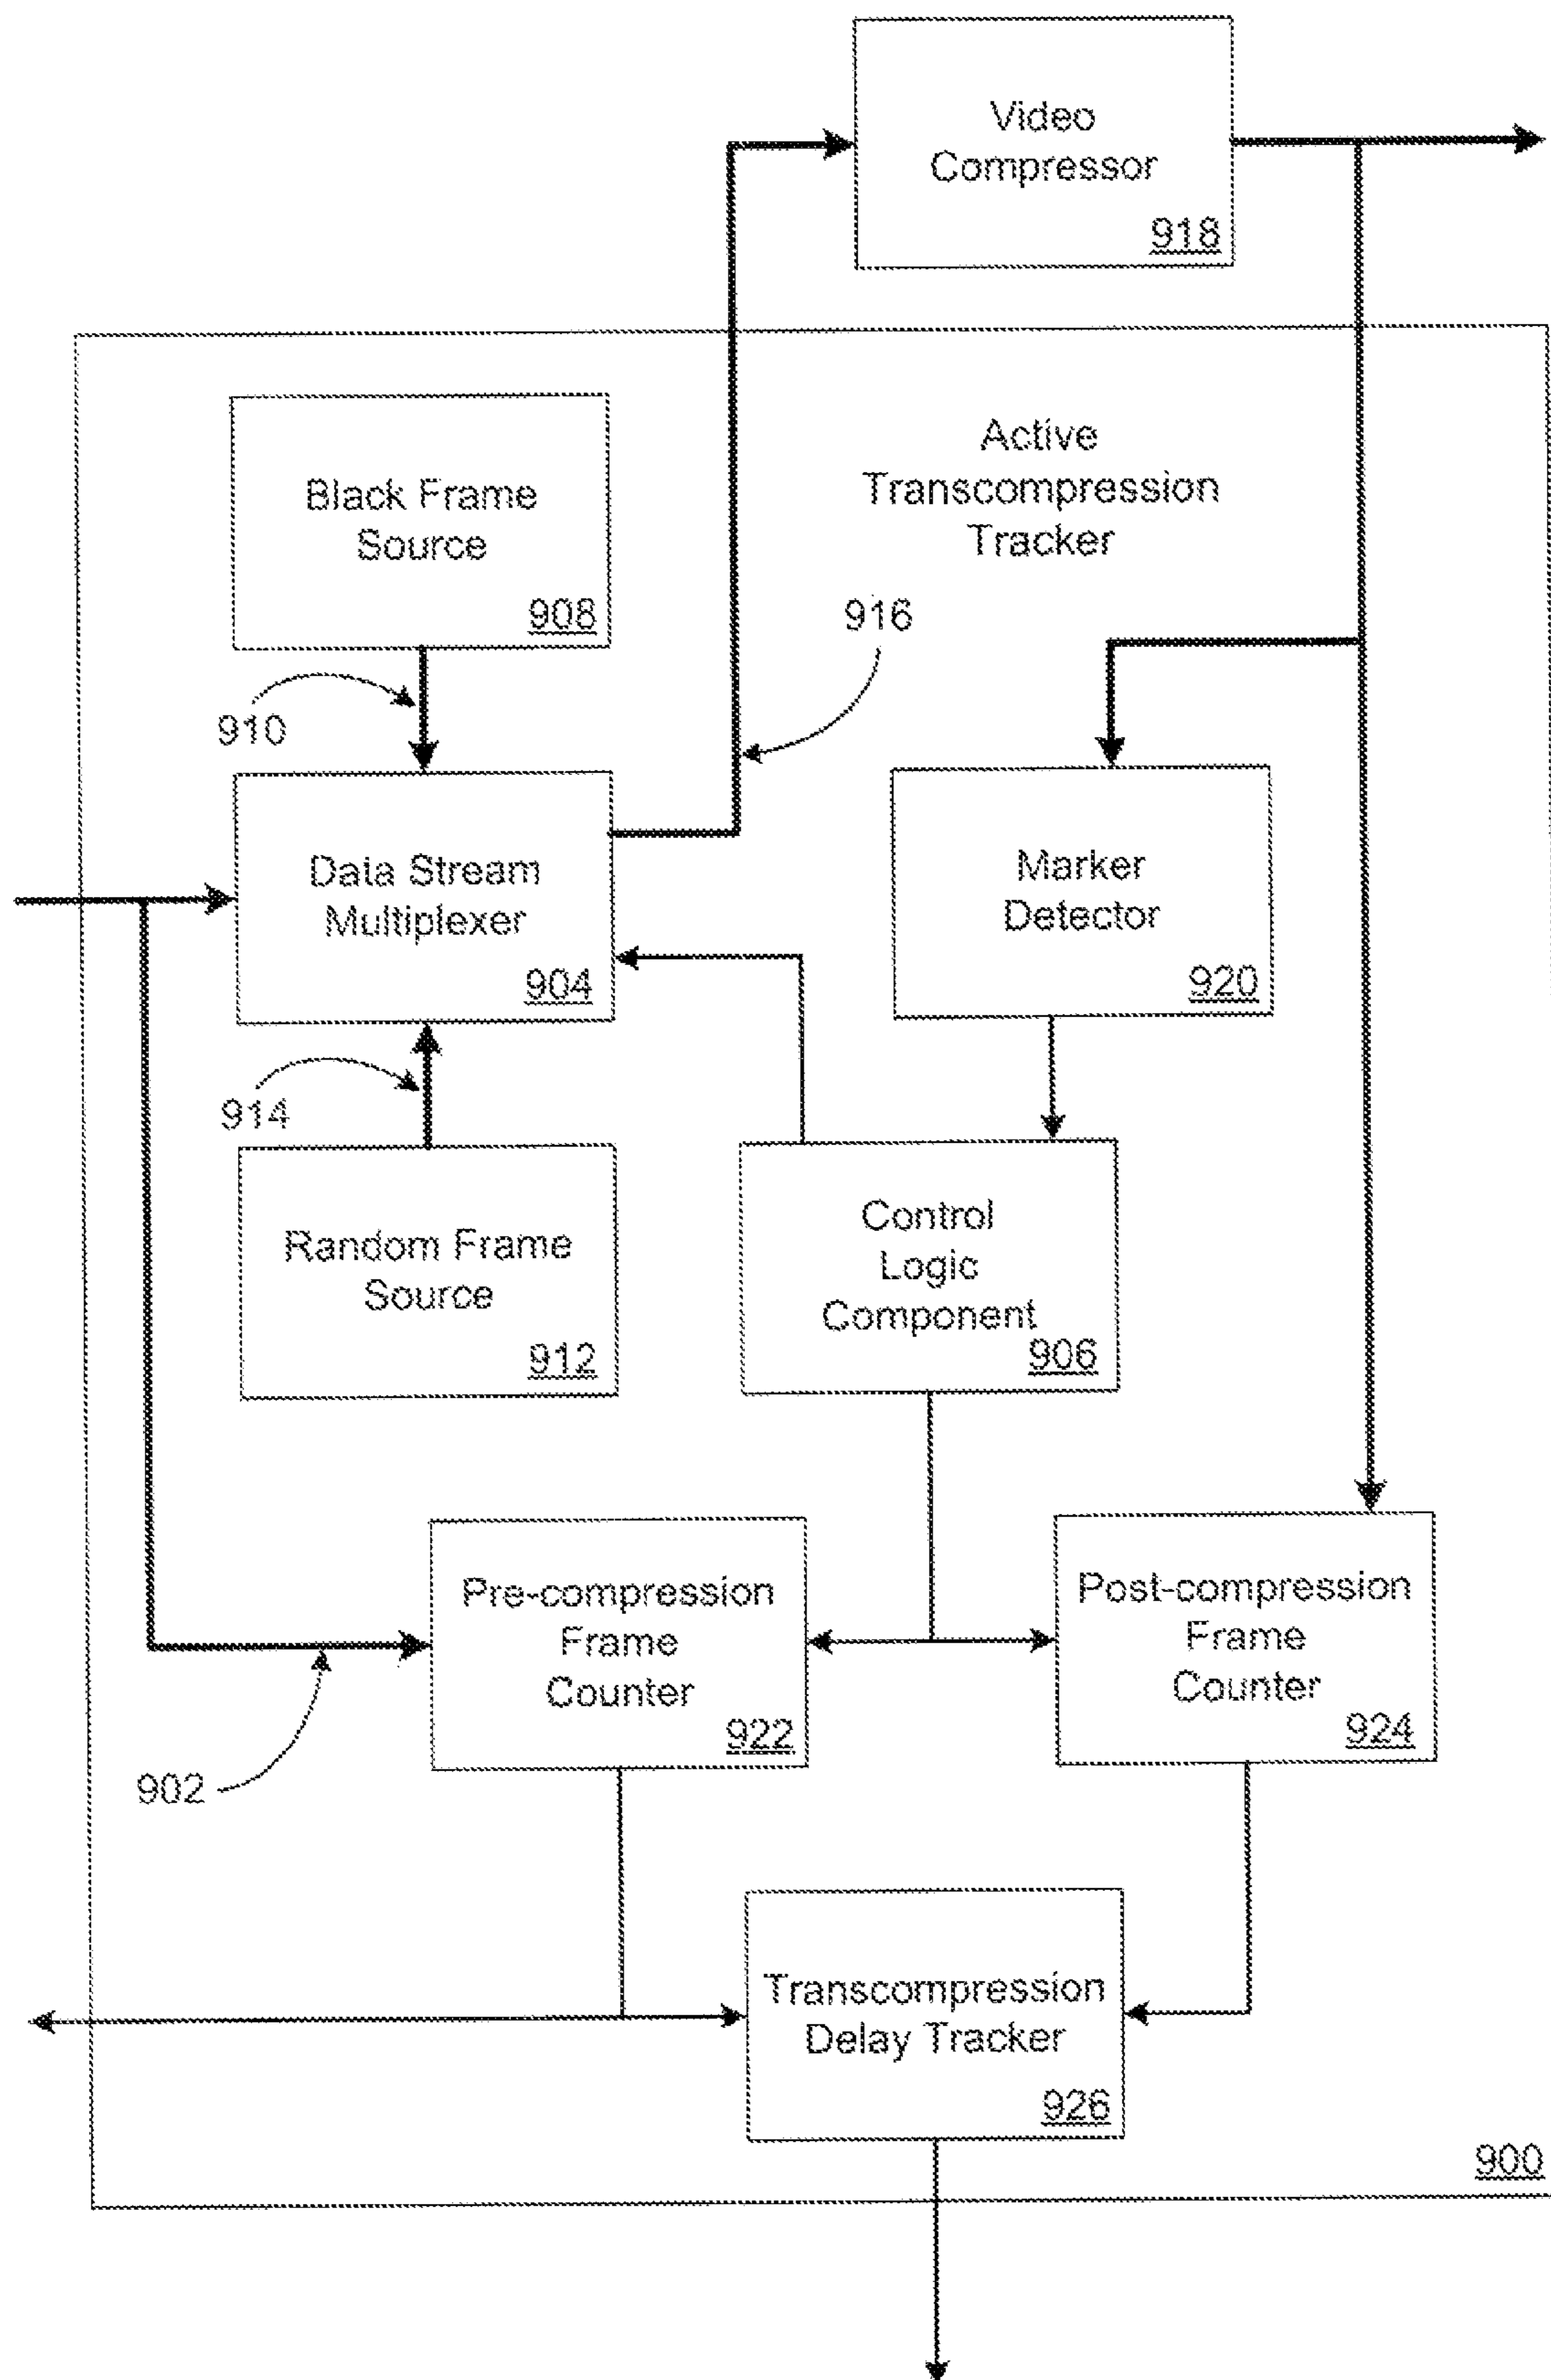 Video
Compressor
918
Active
Transcompression
Tracker
Black Frame
Source
908
916
910
Data Stream
Multiplexer
904
Marker
Detector
920
914
Random Frame
Source
912
Control
Logic
Component
906
Pre-compression
Frame
Counter
922
Post-compression
Frame
Counter
924
902
Transcompression
Delay Tracker
926
900